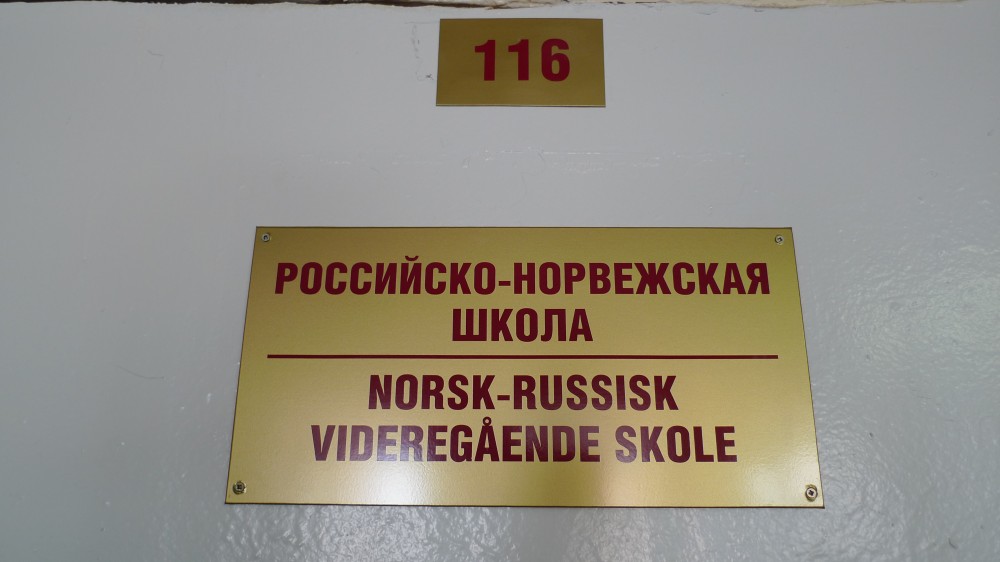 116
РОССИЙСКО-НОРВЕЖСКАЯ
ШКОЛА
NORSK-RUSSISK
VIDEREGÅENDE SKOLE